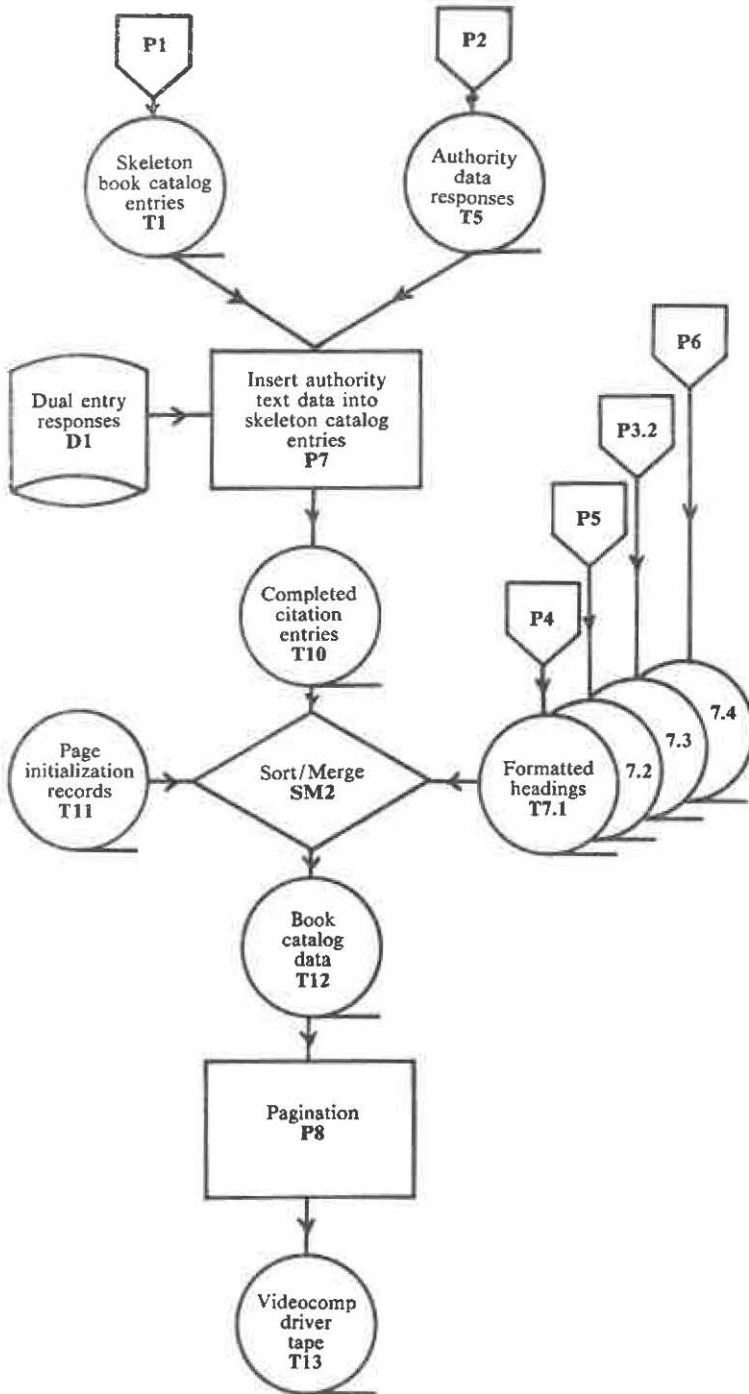 P1
P2
Skeleton
book catalog
entries
T1
Authority
data
responses
T5
P6
Dual entry
responses
D1
Insert authority
text data into
skeleton catalog
entries
P7
P3.2
P5
P4
Completed
citation
entries
T10
Page
initialization
records
T11
Sort/Merge
SM2
Formatted
headings
T7.1
7.2
7.3
7.4
Book
catalog
data
T12
Pagination
P8
Videocomp
driver
tape
T13